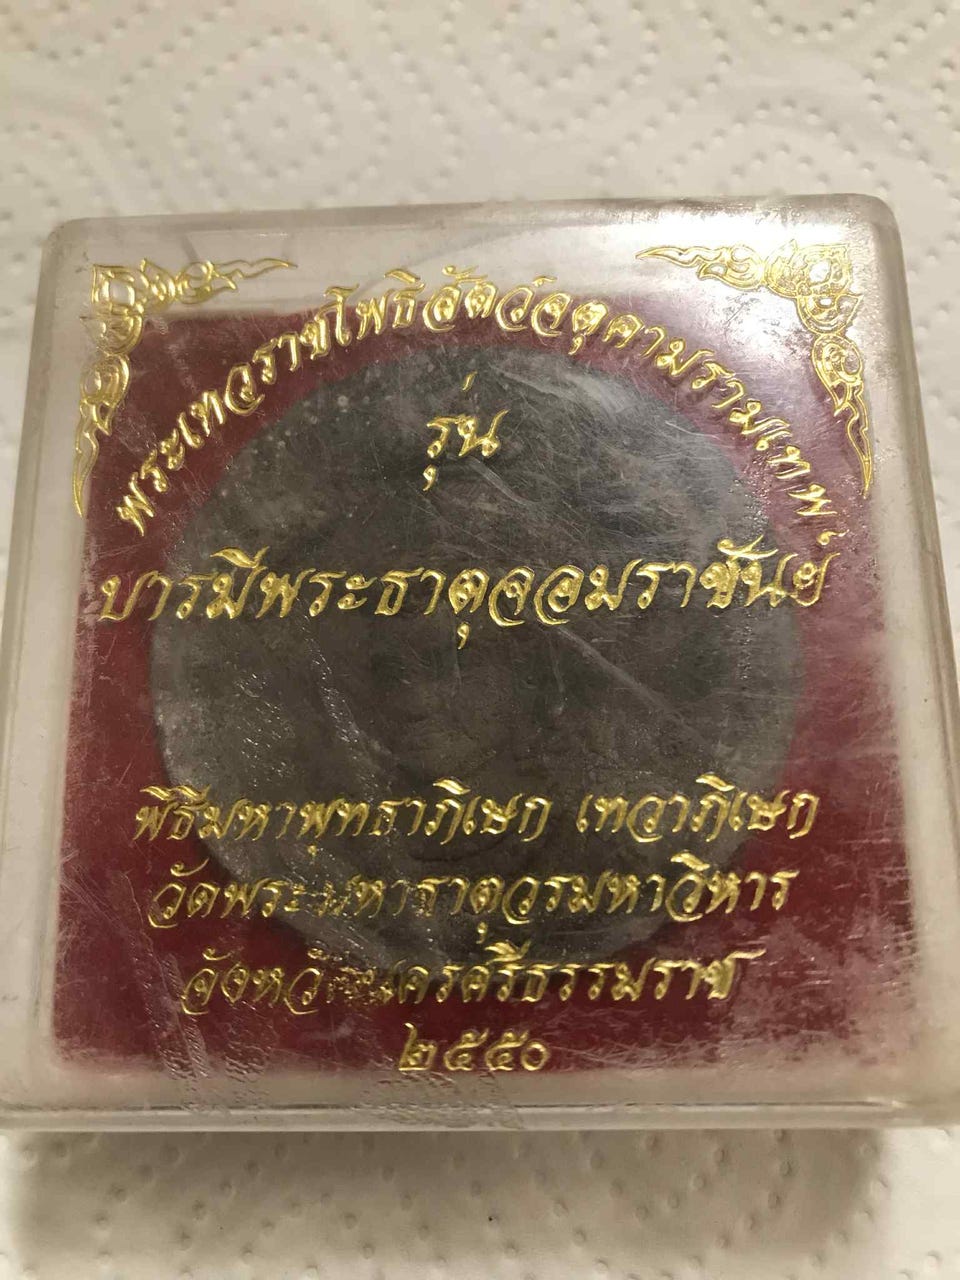 พระเทวราชโพธิสัตว์จตุคามรามเทพ
รุ่น
บารมีพระธาตุจอมราชันย์
พิธีมหาพุทธาภิเษก เทวาภิเษก
วัดพระมหาธาตุวรมหาวิหาร
จังหวัดนครศรีธรรมราช
๒๕๕๐